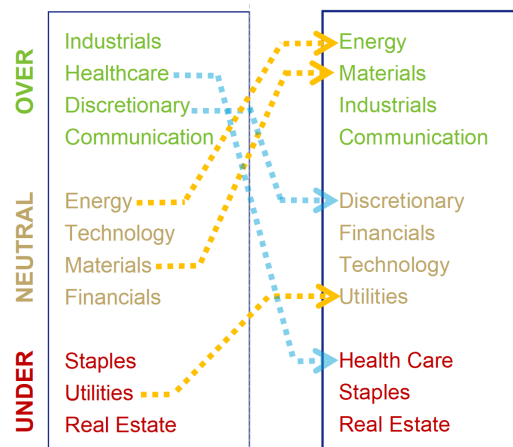 OVER
Industrials
Healthcare
Discretionary
Communication
NEUTRAL
Energy
Technology
Materials
Financials
UNDER
Staples
Utilities
Real Estate
Energy
Materials
Industrials
Communication
Discretionary
Financials
Technology
Utilities
Health Care
Staples
Real Estate